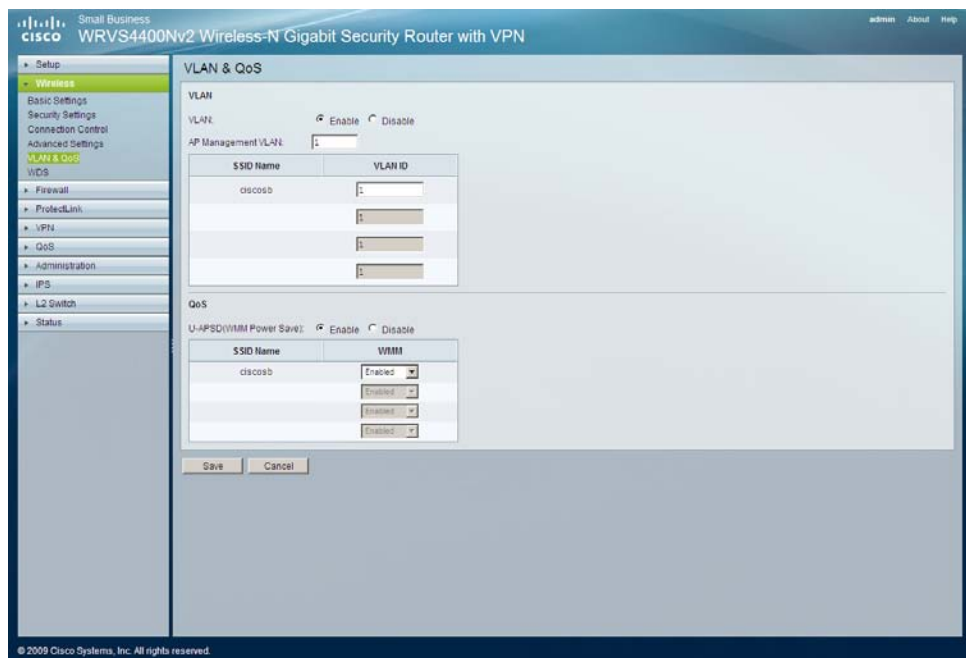 Small Business
CISCO WRVS4400Nv2 Wireless-N Gigabit Security Router with VPN
admin About Help
Setup
Wireless
Basic Settings
Security Settings
Connection Control
Advanced Settings
VLAN & QoS
WDS
Firewall
ProtectLink
VPN
QoS
Administration
IPS
L2 Switch
Status
VLAN & QoS
VLAN
VLAN: Enable Disable
AP Management VLAN: 1
SSID Name VLAN ID
ciscosb 1
1
1
1
QoS
U-APSD(WMM Power Save): Enable Disable
SSID Name WMM
ciscosb Enabled
Enabled
Enabled
Enabled
Save Cancel
© 2009 Cisco Systems, Inc. All rights reserved.